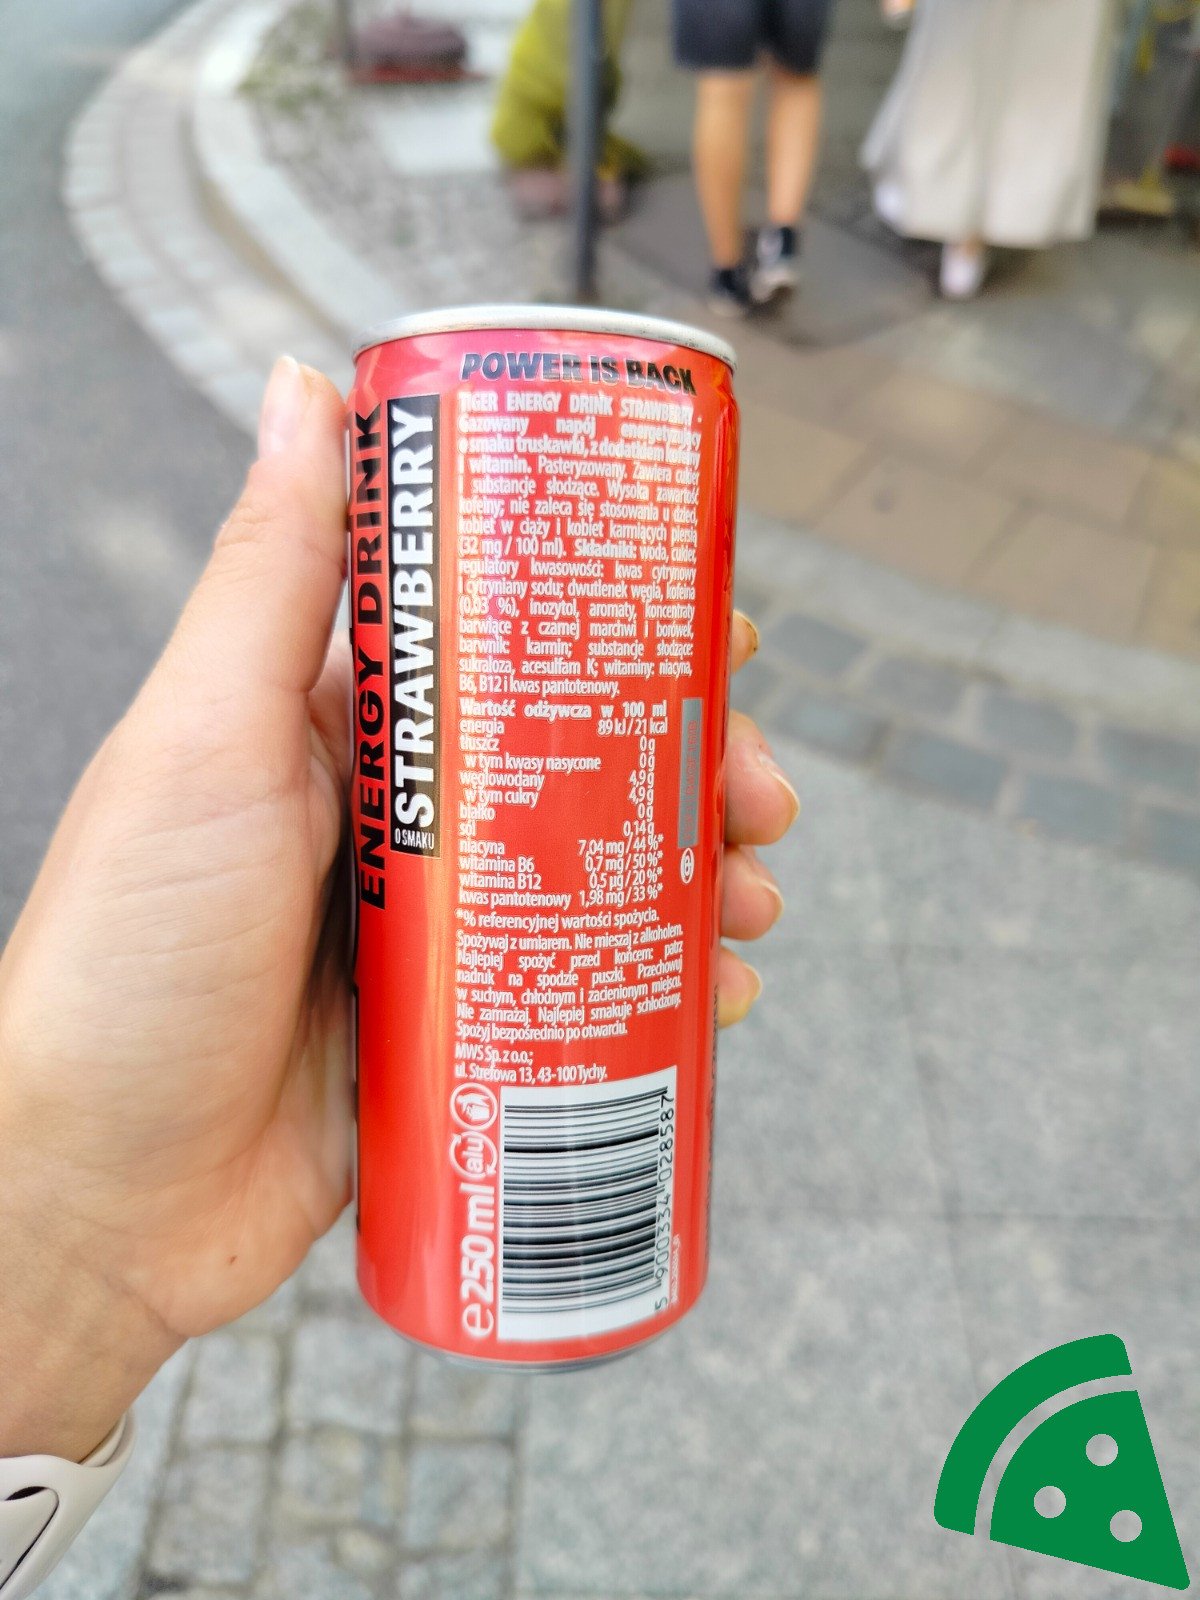 POWER IS BACK
ENERGY DRINK
O SMAKU STRAWBERRY
TIGER ENERGY DRINK STRAWBERRY -
Gazowany napój energetyzujący
o smaku truskawki, z dodatkiem kofeiny
i witamin. Pasteryzowany. Zawiera cukier
i substancje słodzące. Wysoka zawartość
kofeiny; nie zaleca się stosowania u dzieci,
kobiet w ciąży i kobiet karmiących piersią
(32 mg / 100 ml). Składniki: woda, cukier,
regulatory kwasowości: kwas cytrynowy
i cytryniany sodu; dwutlenek węgla, kofeina
(0,03 %), inozytol, aromaty, koncentraty
barwiące z czarnej marchwi i borówek,
barwnik: karmin; substancje słodzące:
sukraloza, acesulfam K; witaminy: niacyna,
B6, B12 i kwas pantotenowy.
Wartość odżywcza w 100 ml
energia 89 kJ / 21 kcal
tłuszcz 0 g
w tym kwasy nasycone 0 g
węglowodany 4,9 g
w tym cukry 4,9 g
białko 0 g
sól 0,14 g
niacyna 7,04 mg / 44 %*
witamina B6 0,7 mg / 50 %*
witamina B12 0,5 µg / 20 %*
kwas pantotenowy 1,98 mg / 33 %*
*% referencyjnej wartości spożycia.
Spożywaj z umiarem. Nie mieszaj z alkoholem.
Najlepiej spożyć przed końcem: patrz
nadruk na spodzie puszki. Przechowuj
w suchym, chłodnym i zacienionym miejscu.
Nie zamrażaj. Najlepiej smakuje schłodzony.
Spożyj bezpośrednio po otwarciu.
MWS Sp. z o.o.;
ul. Strefowa 13, 43-100 Tychy.
alu
e 250 ml
5 900334 028587